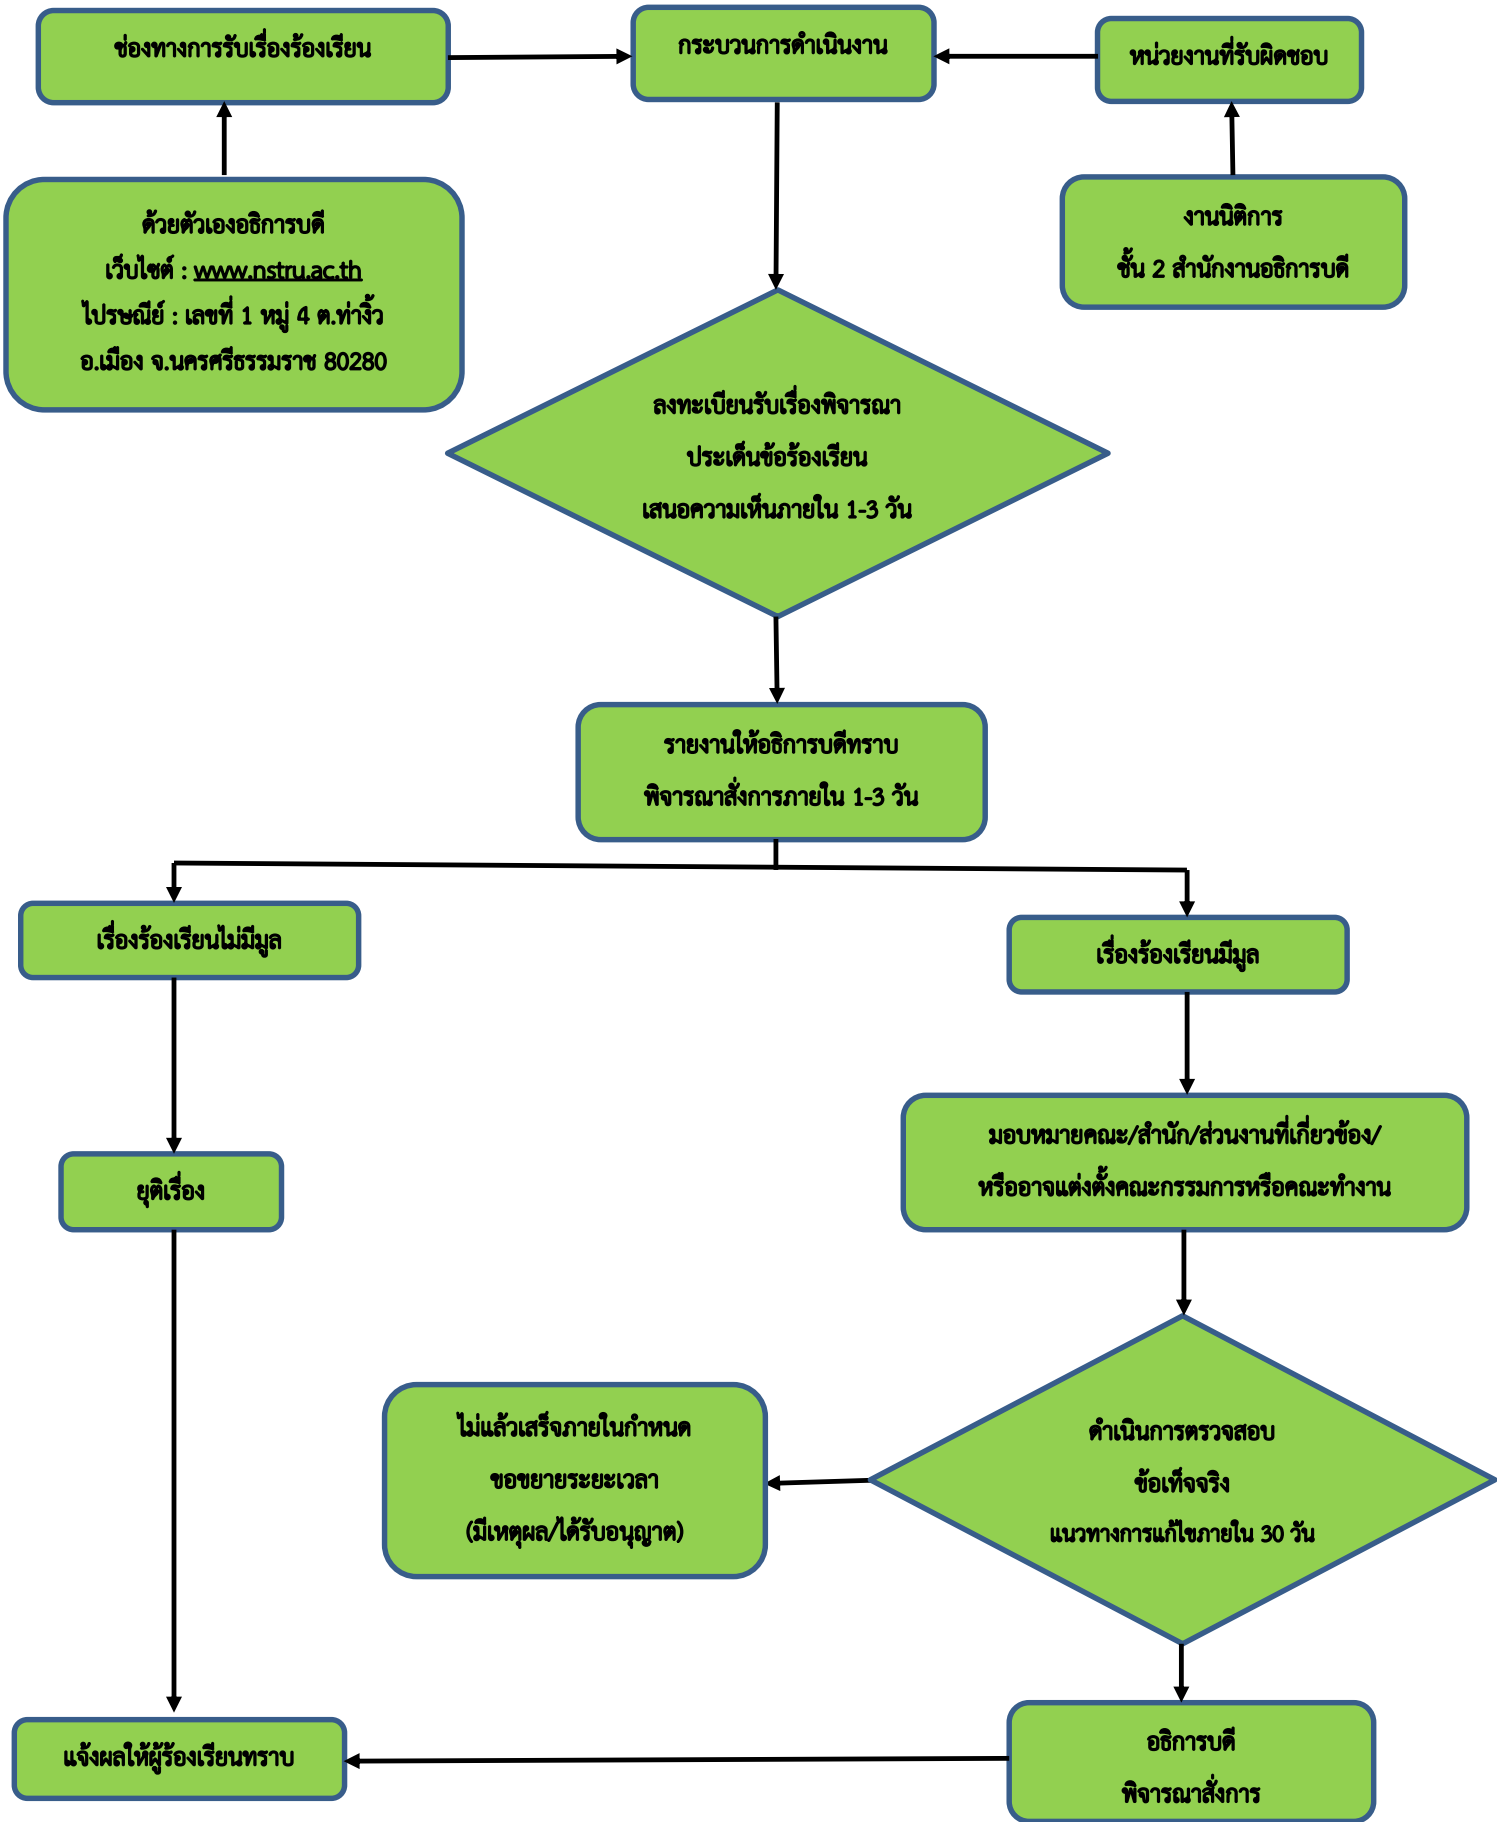 ช่องทางการรับเรื่องร้องเรียน
กระบวนการดำเนินงาน
หน่วยงานที่รับผิดชอบ
ด้วยตัวเองอธิการบดี
เว็บไซต์ : www.nstru.ac.th
ไปรษณีย์ : เลขที่ 1 หมู่ 4 ต.ท่างิ้ว
อ.เมือง จ.นครศรีธรรมราช 80280
งานนิติการ
ชั้น 2 สำนักงานอธิการบดี
ลงทะเบียนรับเรื่องพิจารณา
ประเด็นข้อร้องเรียน
เสนอความเห็นภายใน 1-3 วัน
รายงานให้อธิการบดีทราบ
พิจารณาสั่งการภายใน 1-3 วัน
เรื่องร้องเรียนไม่มีมูล
เรื่องร้องเรียนมีมูล
มอบหมายคณะ/สำนัก/ส่วนงานที่เกี่ยวข้อง/
หรืออาจแต่งตั้งคณะกรรมการหรือคณะทำงาน
ยุติเรื่อง
ไม่แล้วเสร็จภายในกำหนด
ขอขยายระยะเวลา
(มีเหตุผล/ได้รับอนุญาต)
ดำเนินการตรวจสอบ
ข้อเท็จจริง
แนวทางการแก้ไขภายใน 30 วัน
แจ้งผลให้ผู้ร้องเรียนทราบ
อธิการบดี
พิจารณาสั่งการ